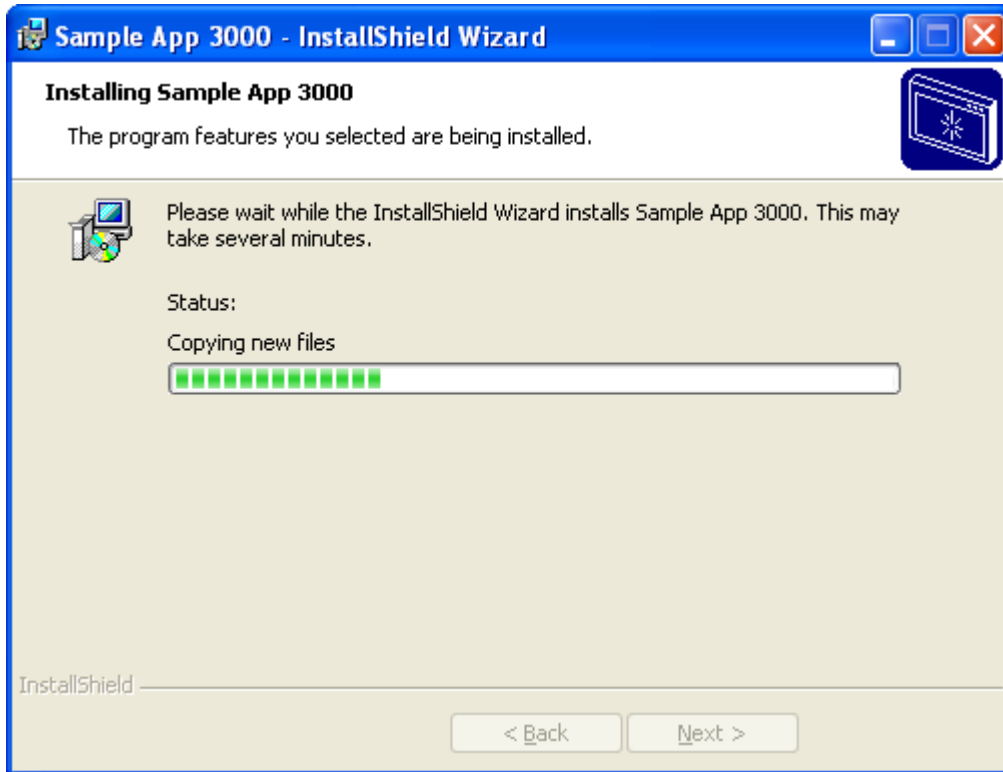 Sample App 3000 - InstallShield Wizard
Installing Sample App 3000
The program features you selected are being installed.
Please wait while the InstallShield Wizard installs Sample App 3000. This may
take several minutes.
Status:
Copying new files
InstallShield
< Back
Next >